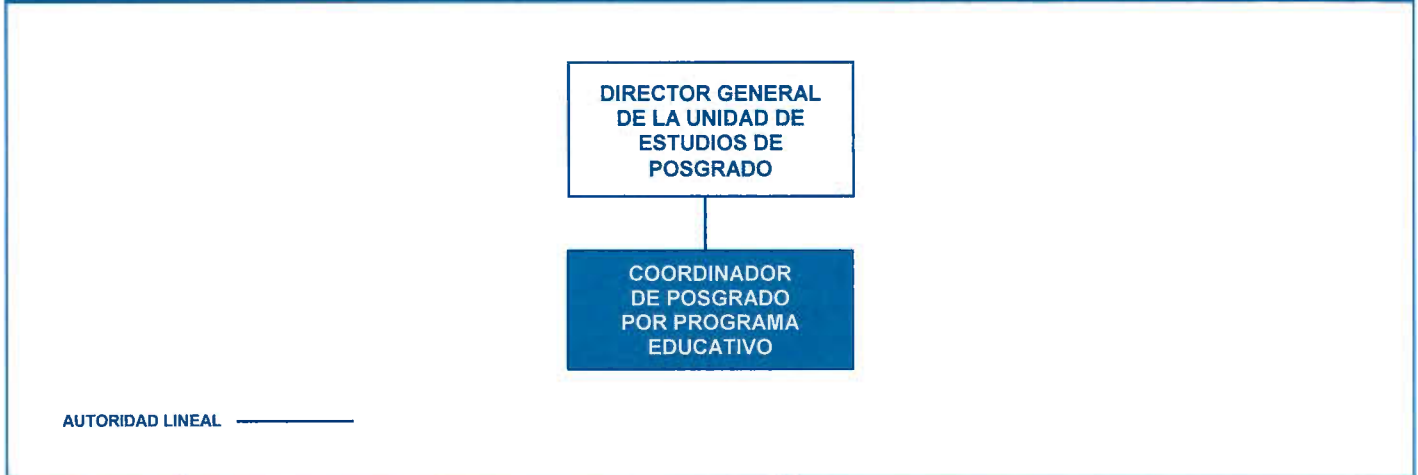 DIRECTOR GENERAL
DE LA UNIDAD DE
ESTUDIOS DE
POSGRADO
COORDINADOR
DE POSGRADO
POR PROGRAMA
EDUCATIVO
AUTORIDAD LINEAL